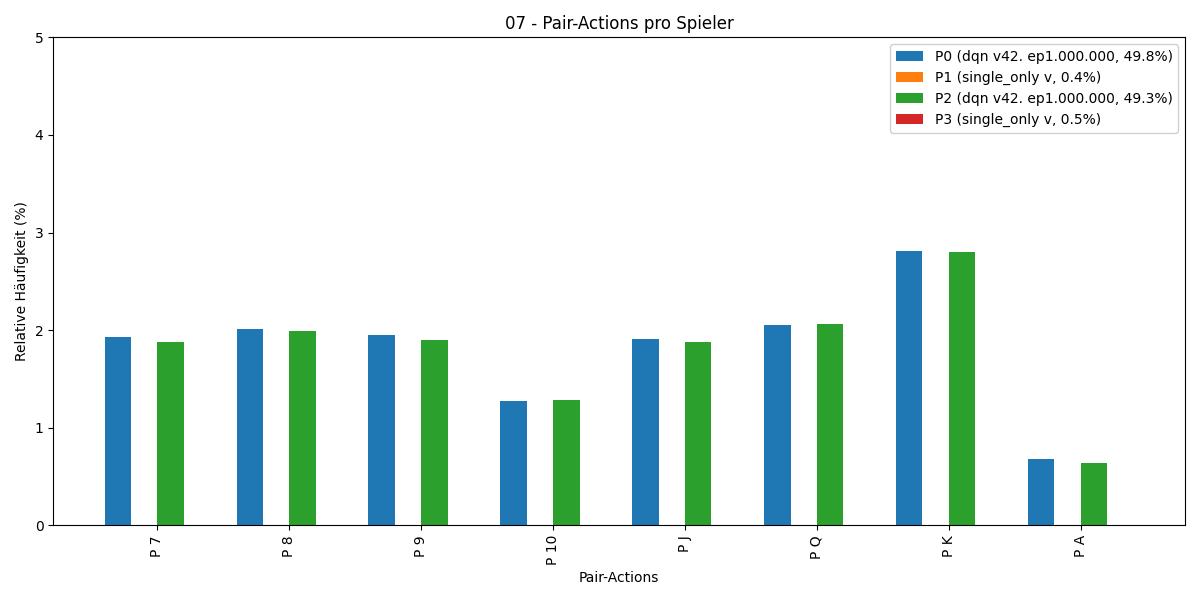 07 - Pair-Actions pro Spieler
P0 (dqn v42. ep1.000.000, 49.8%)
P1 (single_only v, 0.4%)
P2 (dqn v42. ep1.000.000, 49.3%)
P3 (single_only v, 0.5%)
Relative Häufigkeit (%)
5
4
3
2
1
0
P 7
P 8
P 9
P 10
P J
P Q
P K
P A
Pair-Actions